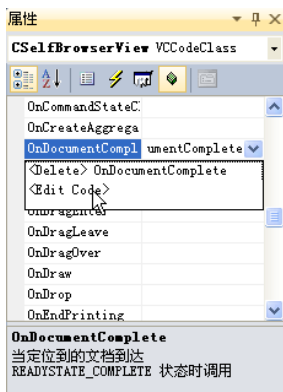 属性
CSelfBrowserView VCCodeClass
OnCommandStateC
OnCreateAggrega
OnDocumentCompl umentComplete
<Delete> OnDocumentComplete
<Edit Code>
OnDragEnter
OnDragLeave
OnDragOver
OnDraw
OnDrop
OnEndPrinting
OnDocumentComplete
当定位到的文档到达
READYSTATE_COMPLETE 状态时调用